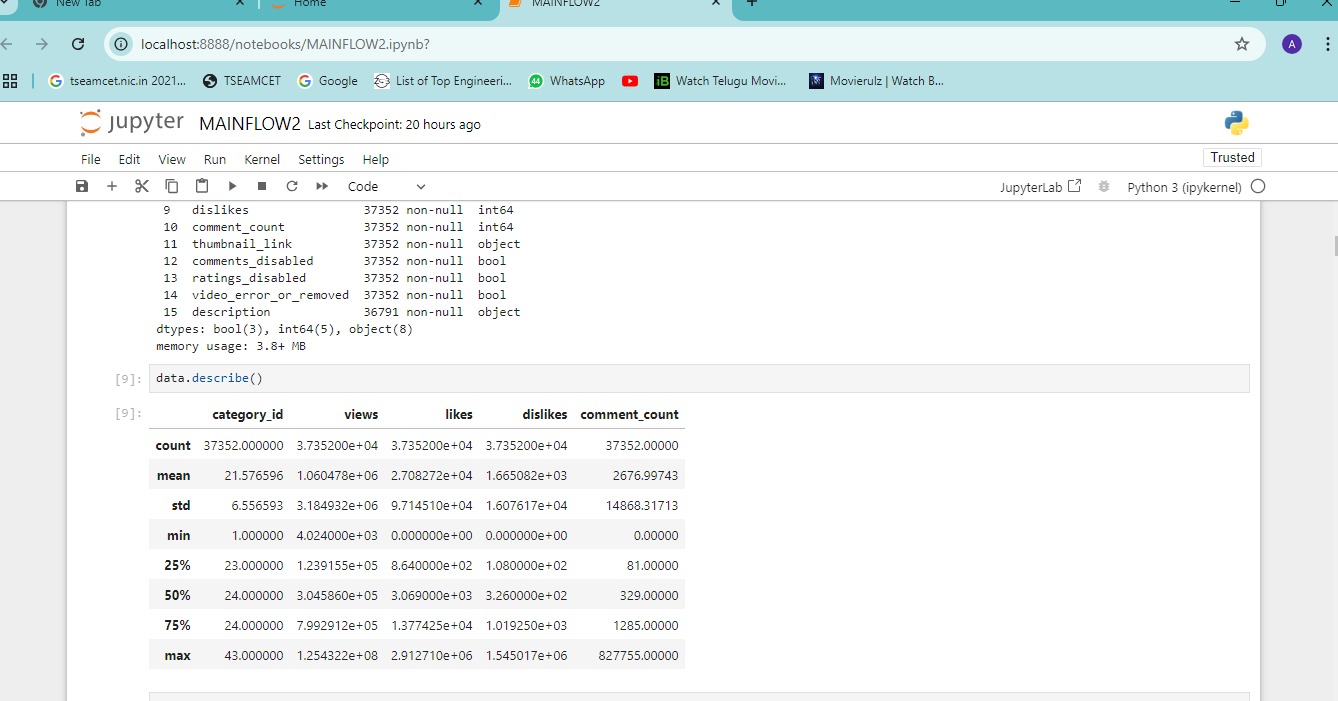 New Tab
Home
MAINFLOW2
localhost:8888/notebooks/MAINFLOW2.ipynb?
A
tseamcet.nic.in 2021... TSEAMCET Google List of Top Engineeri... 44 WhatsApp iB Watch Telugu Movi... Movierulz | Watch B...
jupyter MAINFLOW2 Last Checkpoint: 20 hours ago
File Edit View Run Kernel Settings Help
Trusted
Code JupyterLab Python 3 (ipykernel)
9 dislikes 37352 non-null int64
10 comment_count 37352 non-null int64
11 thumbnail_link 37352 non-null object
12 comments_disabled 37352 non-null bool
13 ratings_disabled 37352 non-null bool
14 video_error_or_removed 37352 non-null bool
15 description 36791 non-null object
dtypes: bool(3), int64(5), object(8)
memory usage: 3.8+ MB
[9]: data.describe()
[9]: category_id views likes dislikes comment_count
count 37352.000000 3.735200e+04 3.735200e+04 3.735200e+04 37352.00000
mean 21.576596 1.060478e+06 2.708272e+04 1.665082e+03 2676.99743
std 6.556593 3.184932e+06 9.714510e+04 1.607617e+04 14868.31713
min 1.000000 4.024000e+03 0.000000e+00 0.000000e+00 0.00000
25% 23.000000 1.239155e+05 8.640000e+02 1.080000e+02 81.00000
50% 24.000000 3.045860e+05 3.069000e+03 3.260000e+02 329.00000
75% 24.000000 7.992912e+05 1.377425e+04 1.019250e+03 1285.00000
max 43.000000 1.254322e+08 2.912710e+06 1.545017e+06 827755.00000